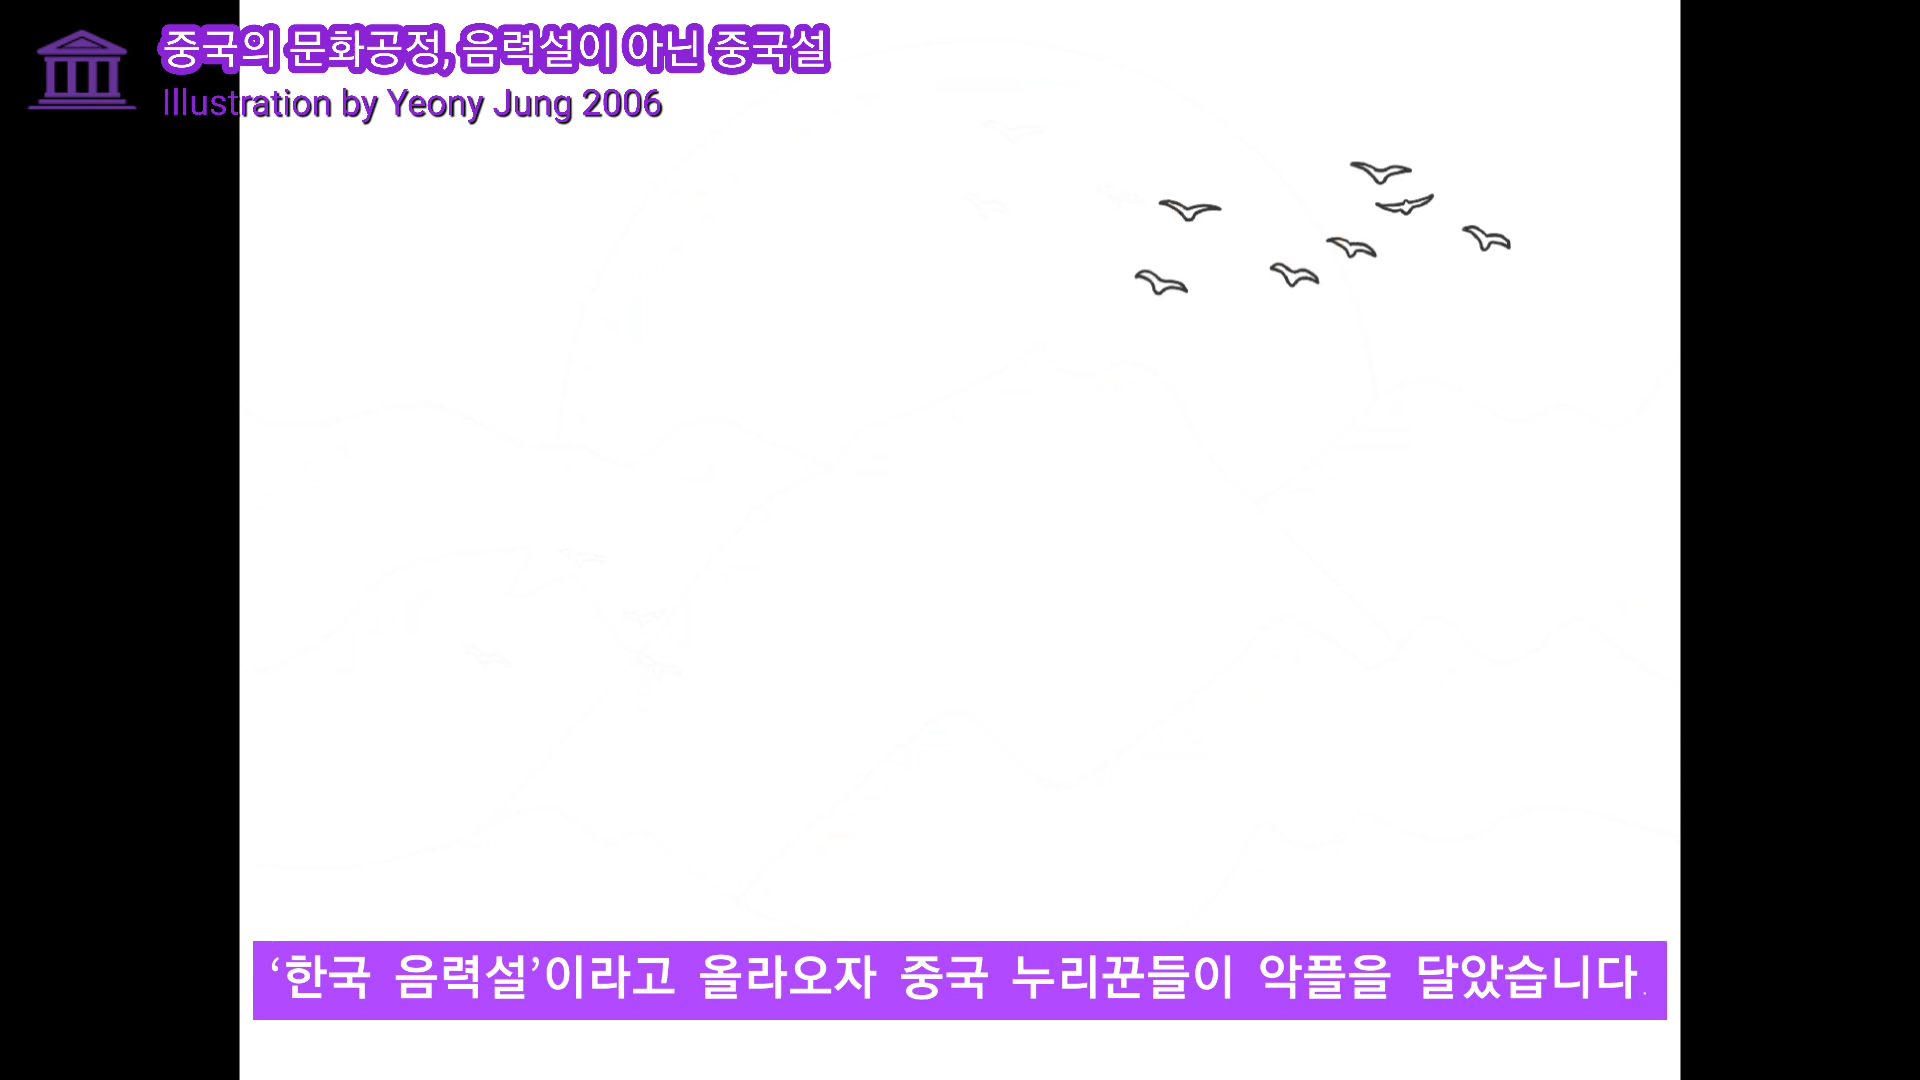 중국의 문화공정, 음력설이 아닌 중국설
Illustration by Yeony Jung 2006
‘한국 음력설’이라고 올라오자 중국 누리꾼들이 악플을 달았습니다.